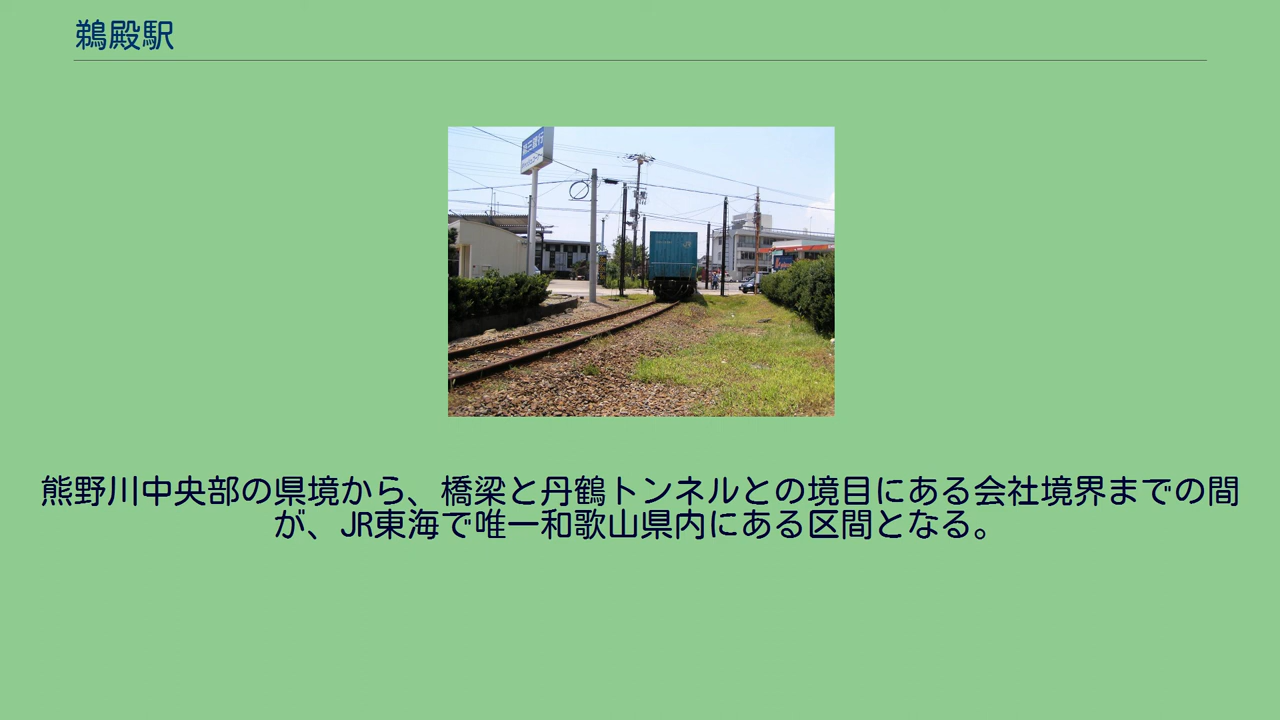 鵜殿駅
三銀行
熊野川中央部の県境から、橋梁と丹鶴トンネルとの境目にある会社境界までの間
が、JR東海で唯一和歌山県内にある区間となる。